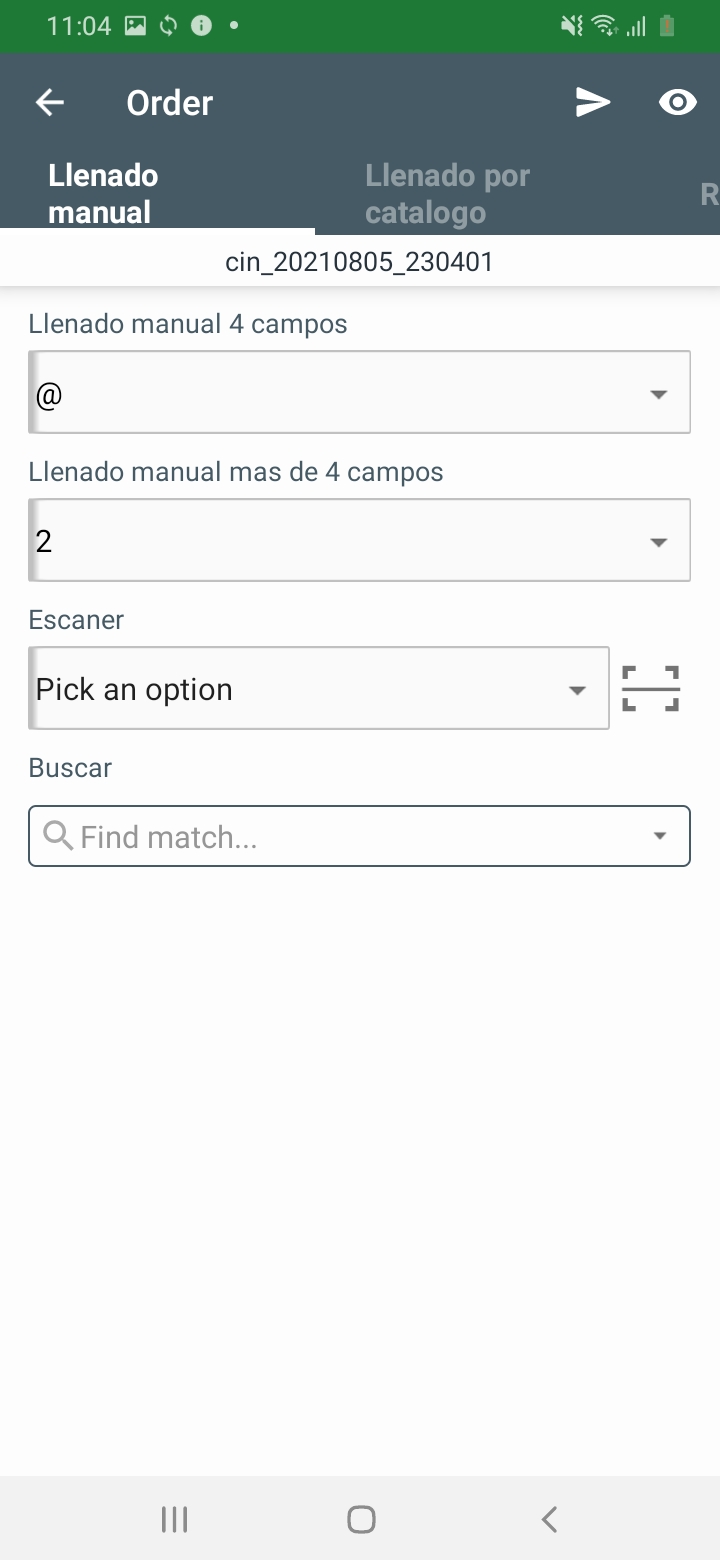 11:04
Order
Llenado
manual
Llenado por
catalogo
R
cin_20210805_230401
Llenado manual 4 campos
@
Llenado manual mas de 4 campos
2
Escaner
Pick an option
Buscar
Find match...